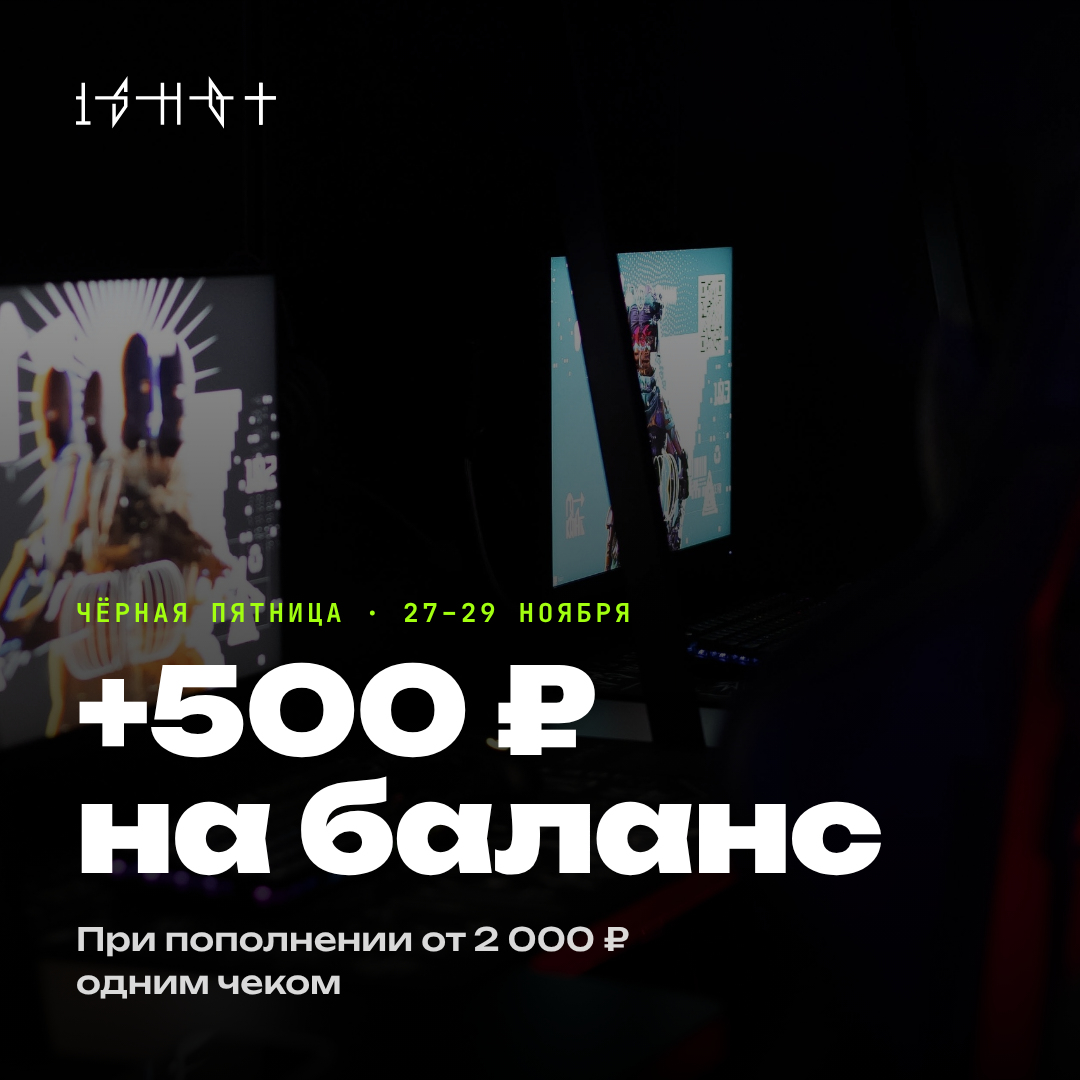 1SHOT
ЧЁРНАЯ ПЯТНИЦА · 27–29 НОЯБРЯ
+500 ₽
на баланс
При пополнении от 2 000 ₽
одним чеком